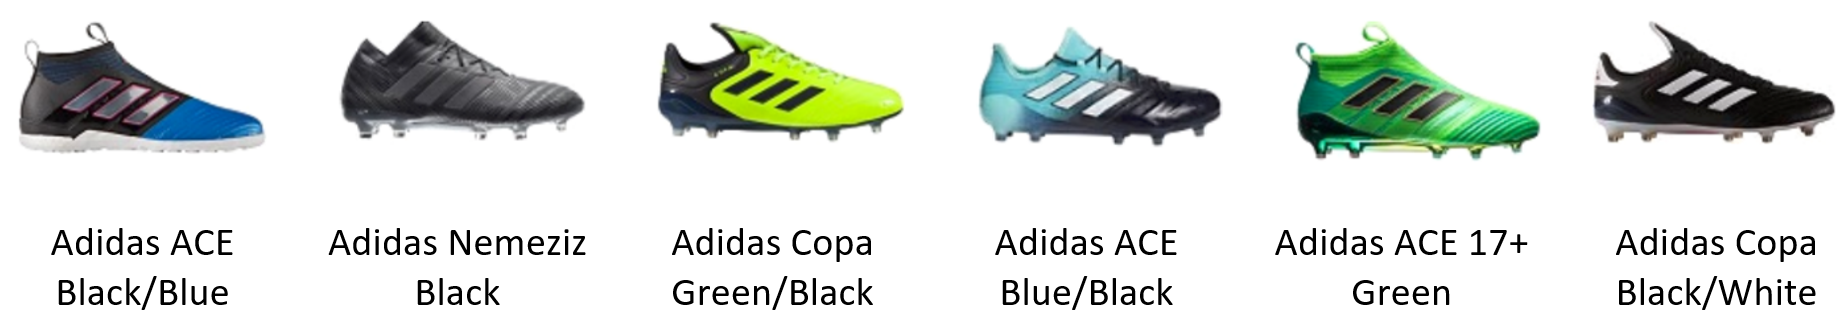 Adidas ACE
Black/Blue
Adidas Nemeziz
Black
Adidas Copa
Green/Black
Adidas ACE
Blue/Black
Adidas ACE 17+
Green
Adidas Copa
Black/White